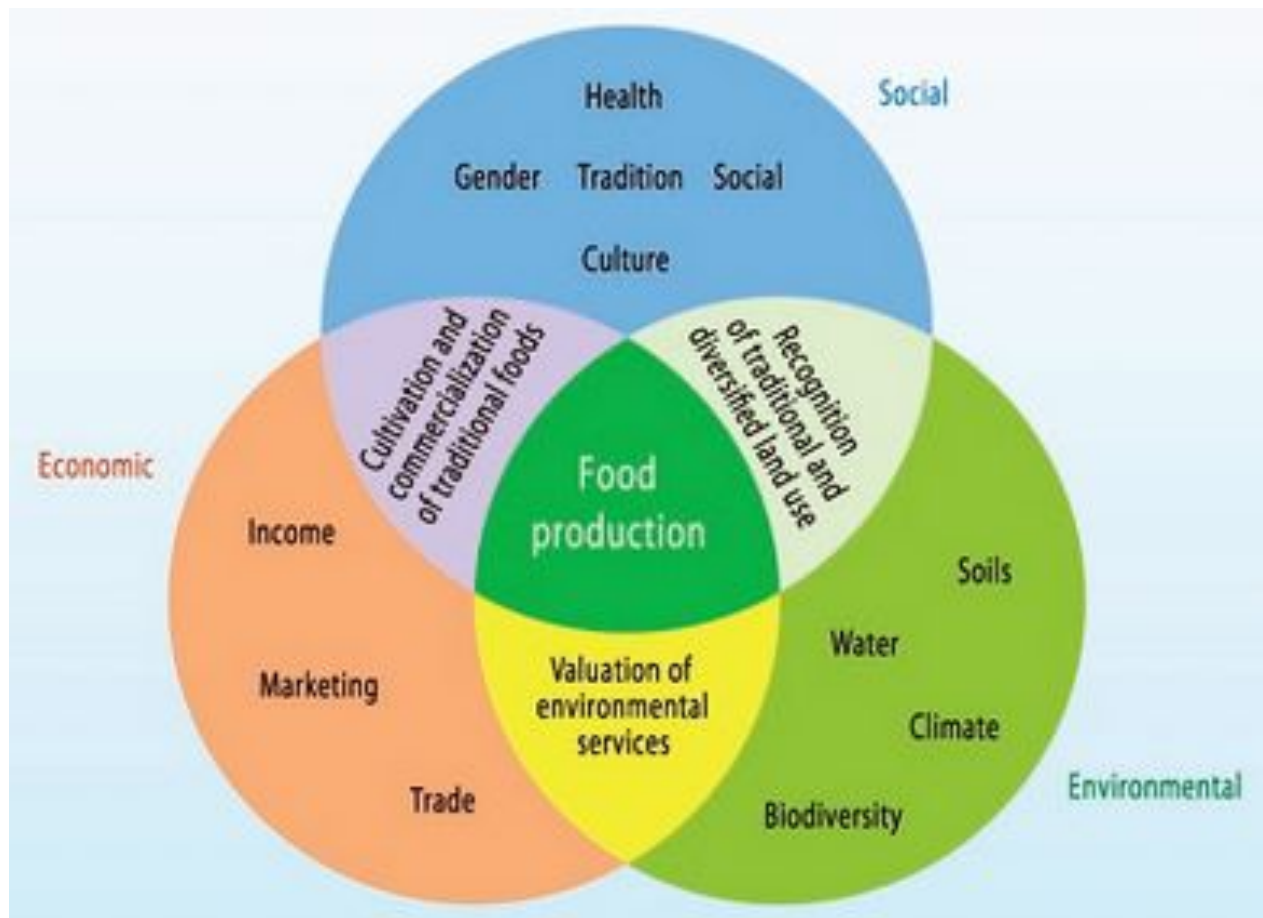 Health
Social
Gender Tradition Social
Culture
Cultivation and
commercialization
of traditional foods
Recognition
of traditional and
diversified land use
Economic
Food
production
Income
Soils
Water
Valuation of
environmental
services
Marketing
Climate
Trade
Biodiversity
Environmental